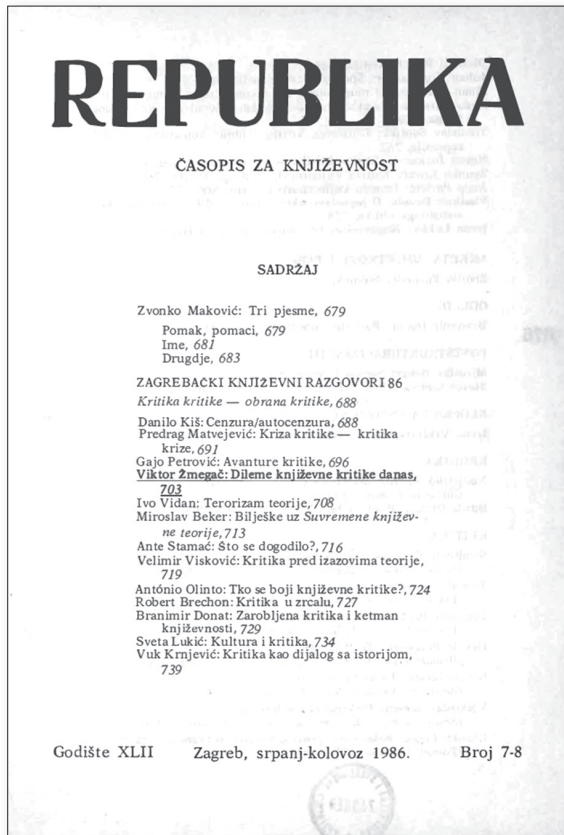 REPUBLIKA
ČASOPIS ZA KNJIŽEVNOST
SADRŽAJ
Zvonko Maković: Tri pjesme, 679
Pomak, pomaci, 679
Ime, 681
Drugdje, 683
ZAGREBAČKI KNJIŽEVNI RAZGOVORI 86
Kritika kritike — obrana kritike, 688
Danilo Kiš: Cenzura/autocenzura, 688
Predrag Matvejević: Kriza kritike — kritika
krize, 691
Gajo Petrović: Avanture kritike, 696
Viktor Žmegač: Dileme književne kritike danas,
703
Ivo Vidan: Terorizam teorije, 708
Miroslav Beker: Bilješke uz Suvremene književ-
ne teorije, 713
Ante Stamać: Što se dogodilo?, 716
Velimir Visković: Kritika pred izazovima teorije,
719
António Olinto: Tko se boji književne kritike?, 724
Robert Brechon: Kritika u zrcalu, 727
Branimir Donat: Zarobljena kritika i ketman
književnosti, 729
Sveta Lukić: Kultura i kritika, 734
Vuk Krnjević: Kritika kao dijalog sa istorijom,
739
Godište XLII Zagreb, srpanj-kolovoz 1986. Broj 7-8